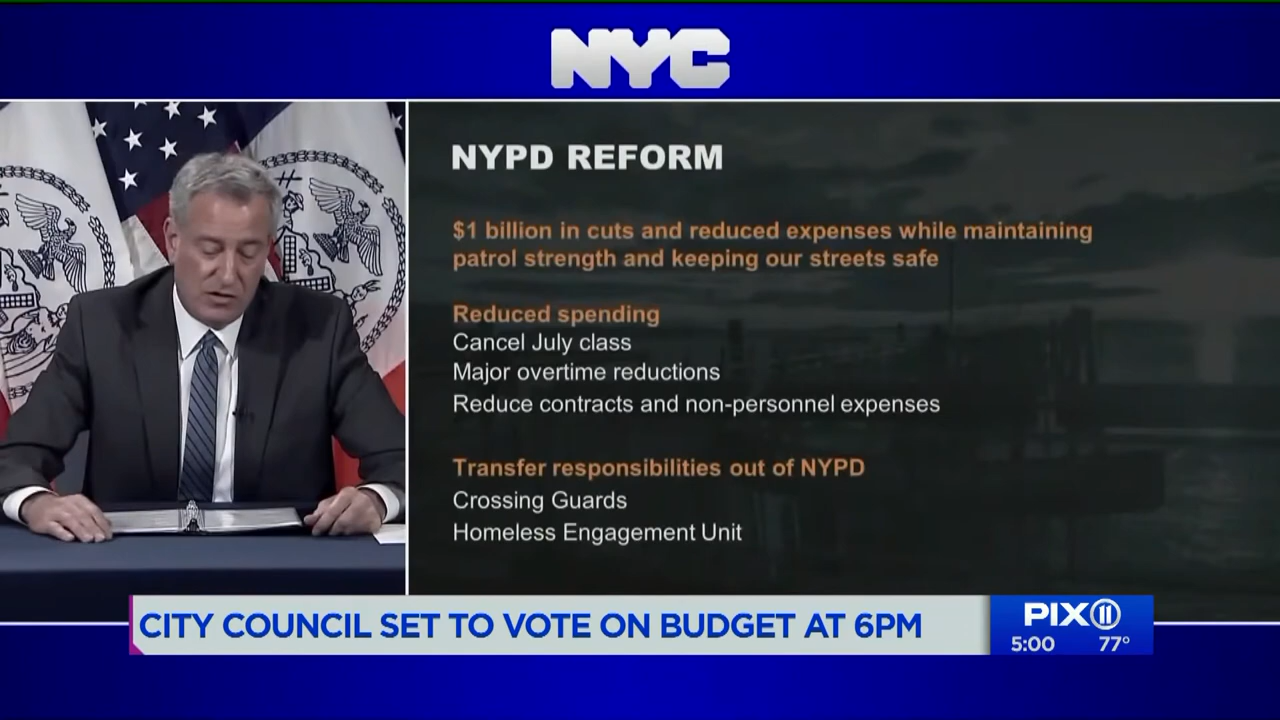 NYC
NYPD REFORM
$1 billion in cuts and reduced expenses while maintaining
patrol strength and keeping our streets safe
Reduced spending
Cancel July class
Major overtime reductions
Reduce contracts and non-personnel expenses
Transfer responsibilities out of NYPD
Crossing Guards
Homeless Engagement Unit
CITY COUNCIL SET TO VOTE ON BUDGET AT 6PM
PIX11
5:00 77°